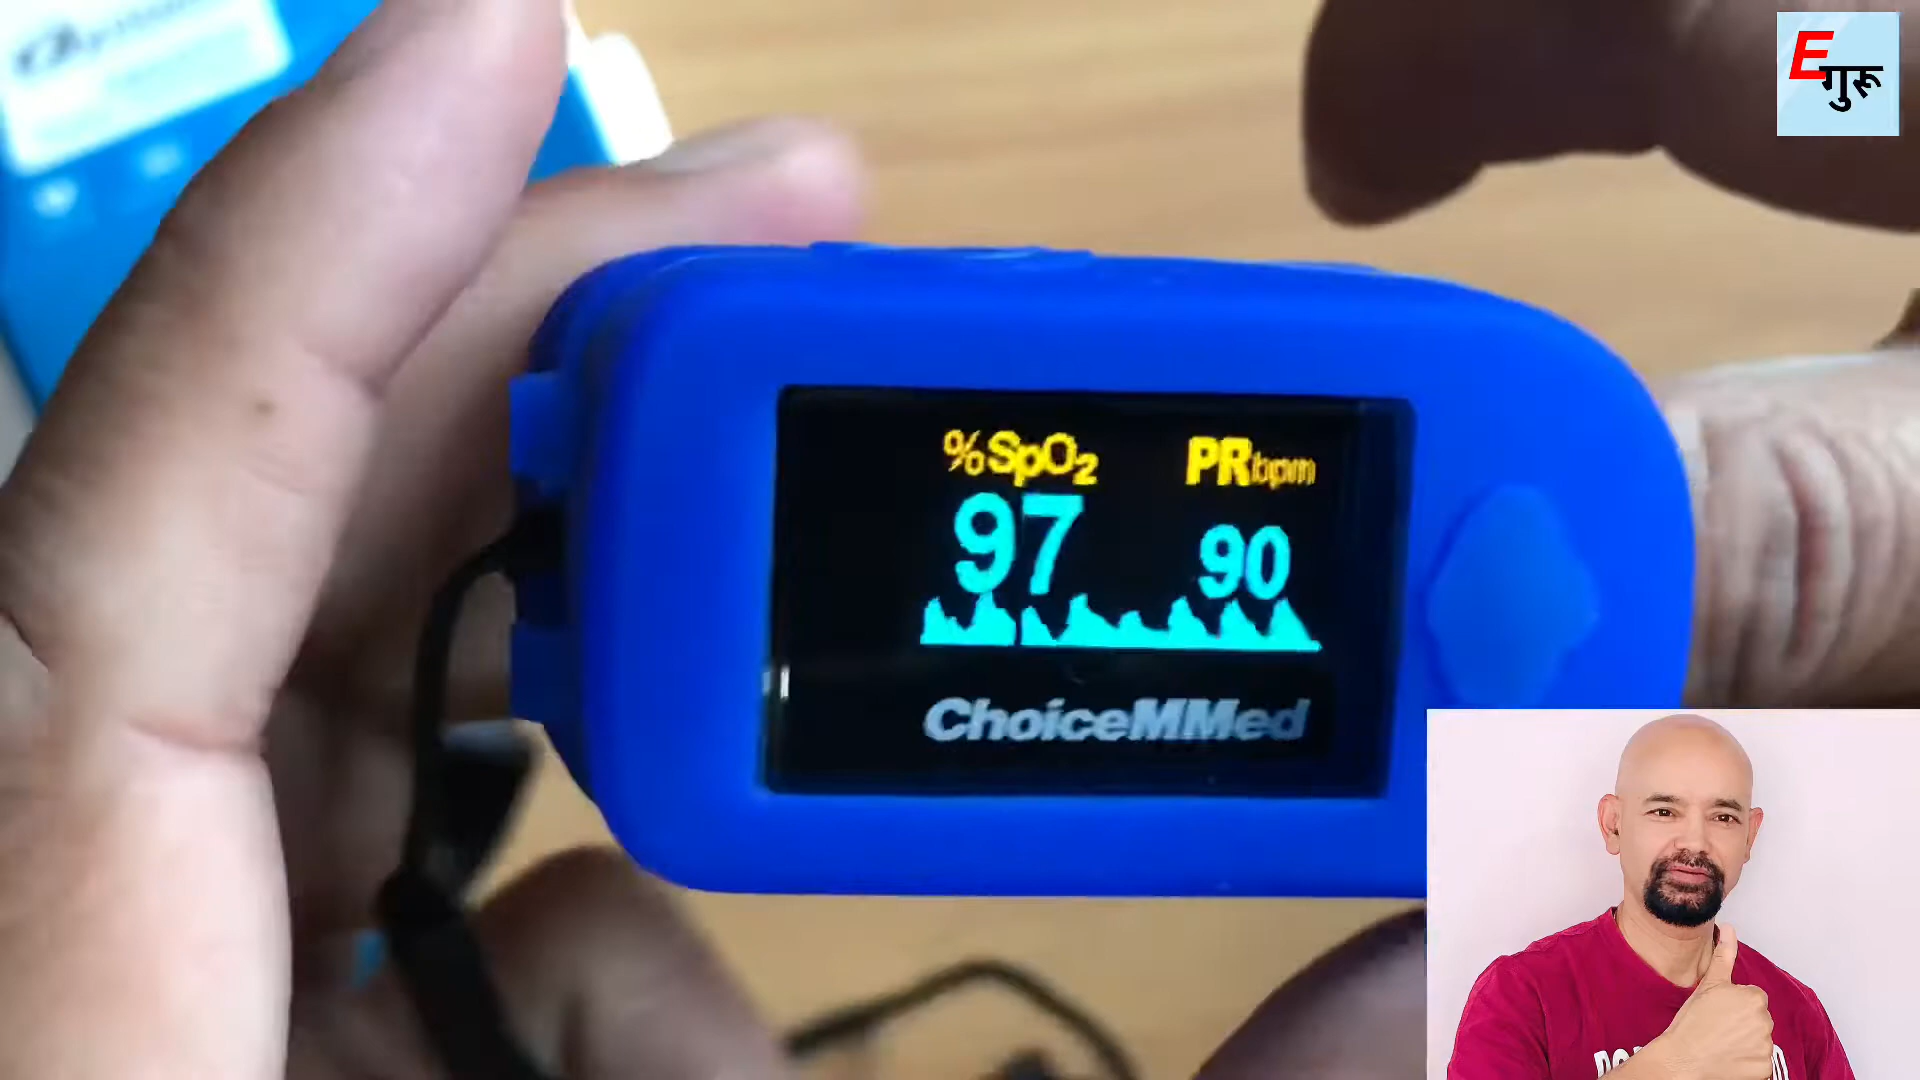 E
गुरू
%SpO₂ PRbpm
97 90
ChoiceMMed